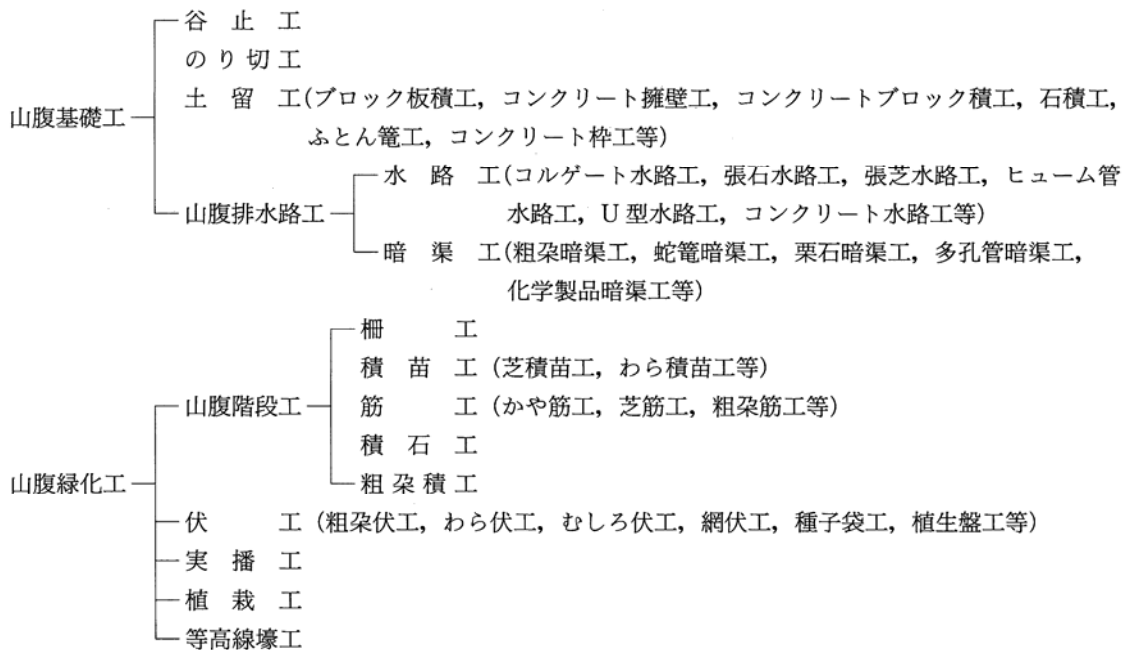 谷止工
のり切工
山腹基礎工
土留工(ブロック板積工，コンクリート擁壁工，コンクリートブロック積工，石積工，
ふとん篭工，コンクリート枠工等)
水路工(コルゲート水路工，張石水路工，張芝水路工，ヒューム管
水路工，U型水路工，コンクリート水路工等)
山腹排水路工
暗渠工(粗朶暗渠工，蛇篭暗渠工，栗石暗渠工，多孔管暗渠工，
化学製品暗渠工等)
柵工
積苗工(芝積苗工，わら積苗工等)
山腹階段工
筋工(かや筋工，芝筋工，粗朶筋工等)
積石工
山腹緑化工
粗朶積工
伏工(粗朶伏工，わら伏工，むしろ伏工，網伏工，種子袋工，植生盤工等)
実播工
植栽工
等高線壕工